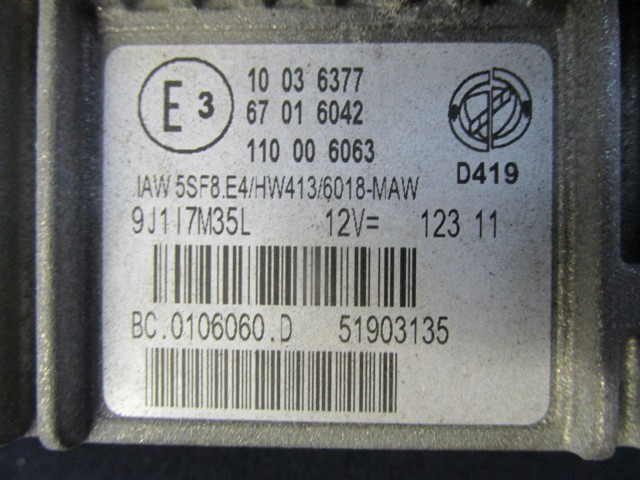 E 3
10 03 6377
67 01 6042
110 00 6063
D419
IAW 5SF8.E4/HW413/6018-MAW
9J1I7M35L 12V= 123 11
BC.0106060.D 51903135